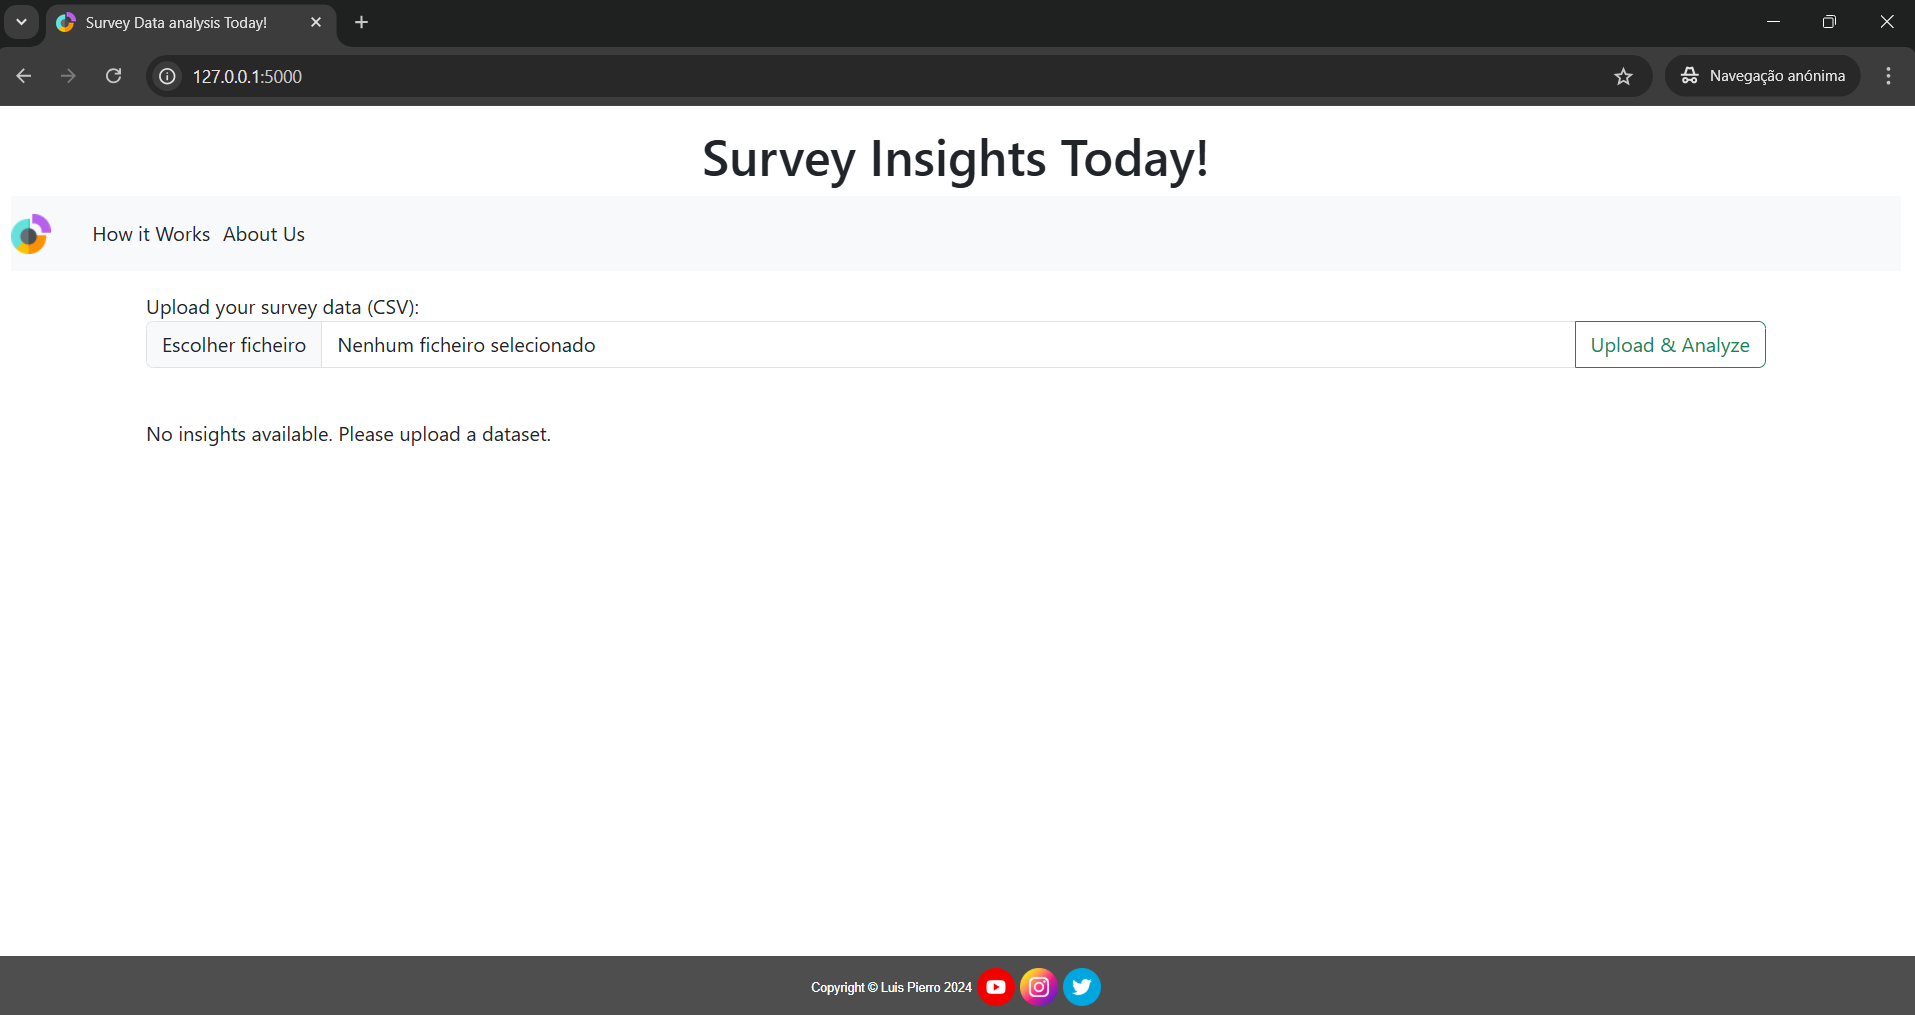 Survey Data analysis Today!
127.0.0.1:5000
Navegação anónima
Survey Insights Today!
How it Works About Us
Upload your survey data (CSV):
Escolher ficheiro Nenhum ficheiro selecionado Upload & Analyze
No insights available. Please upload a dataset.
Copyright © Luis Pierro 2024